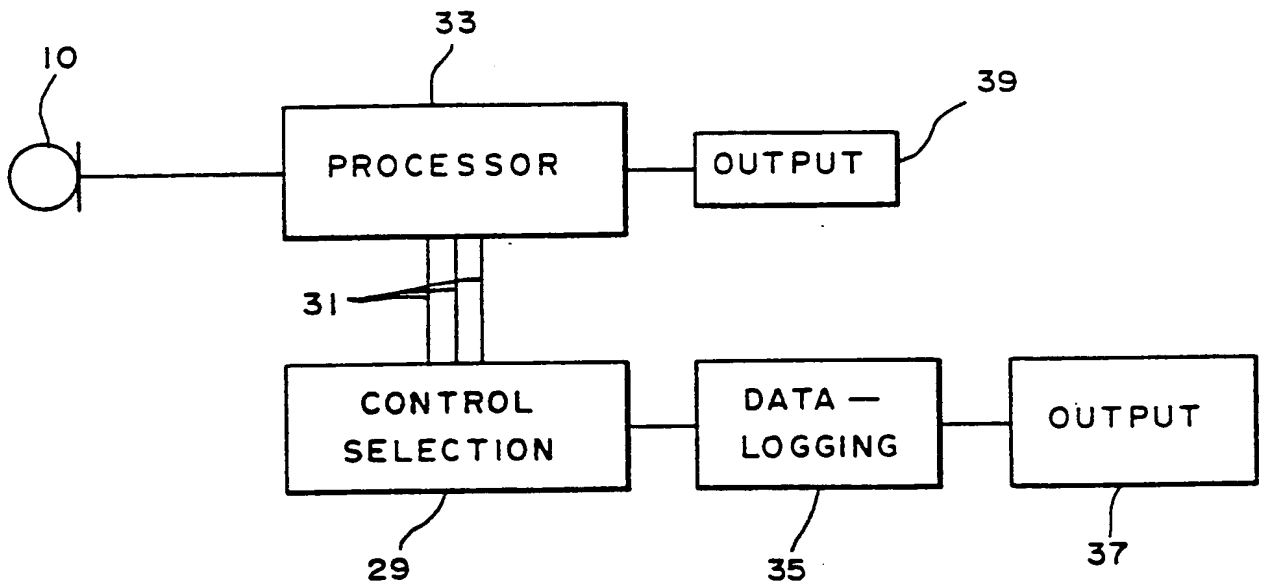 33
10
39
PROCESSOR
OUTPUT
31
CONTROL
SELECTION
DATA —
LOGGING
OUTPUT
29
35
37